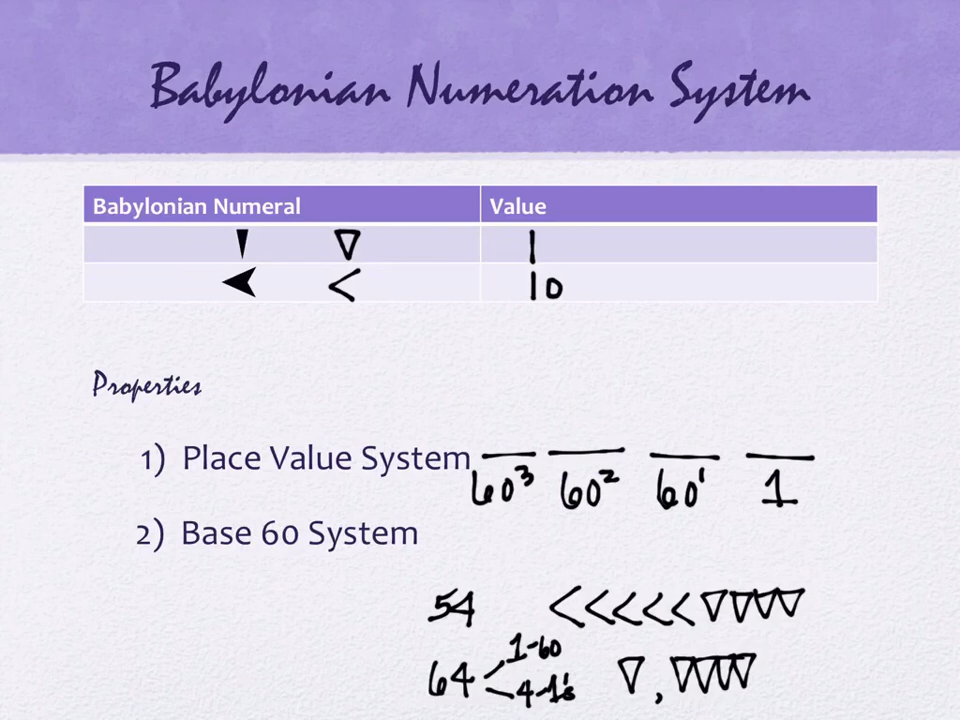 Babylonian Numeration System
Babylonian Numeral Value
▽ 1
< 10
Properties
1) Place Value System
60³ 60² 60¹ 1
2) Base 60 System
54 <<<<<▽▽▽▽
1-60
64 ▽ , ▽▽▽▽
4-1's